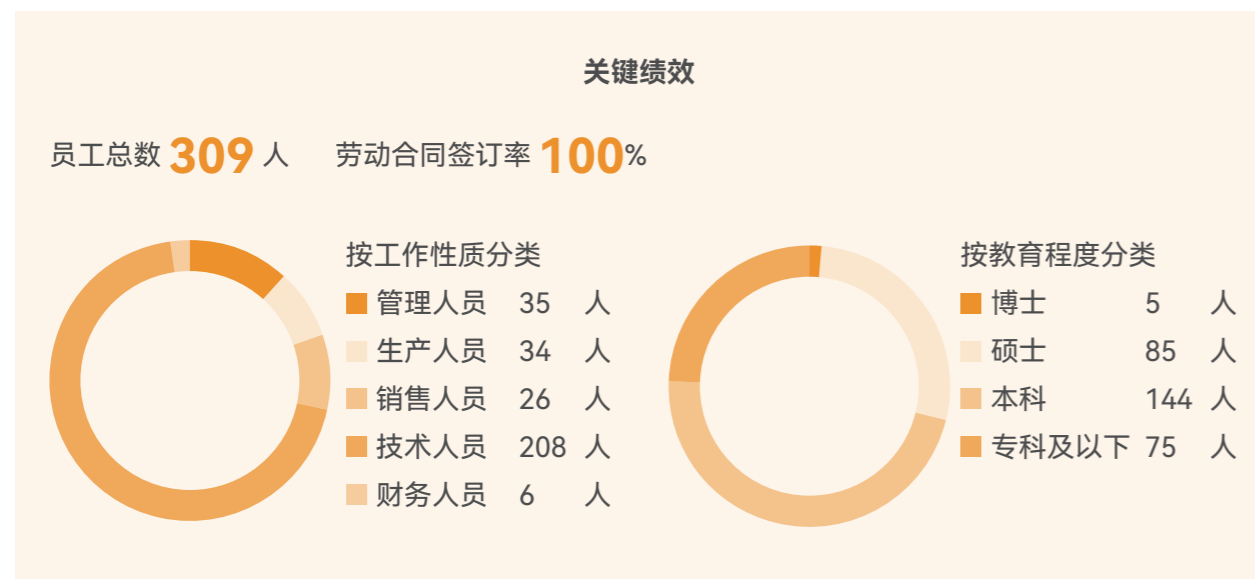 关键绩效
员工总数 309 人 劳动合同签订率 100%
按工作性质分类
管理人员 35 人
生产人员 34 人
销售人员 26 人
技术人员 208 人
财务人员 6 人
按教育程度分类
博士 5 人
硕士 85 人
本科 144 人
专科及以下 75 人